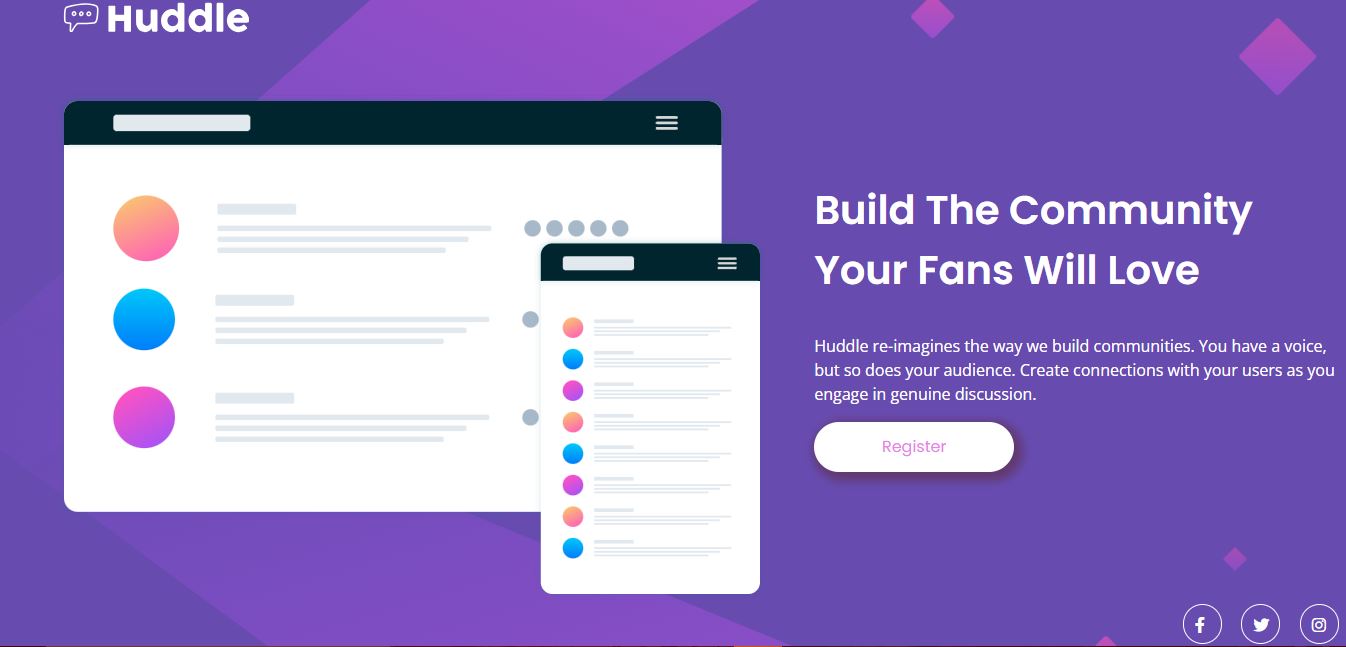 Huddle
Build The Community
Your Fans Will Love
Huddle re-imagines the way we build communities. You have a voice,
but so does your audience. Create connections with your users as you
engage in genuine discussion.
Register